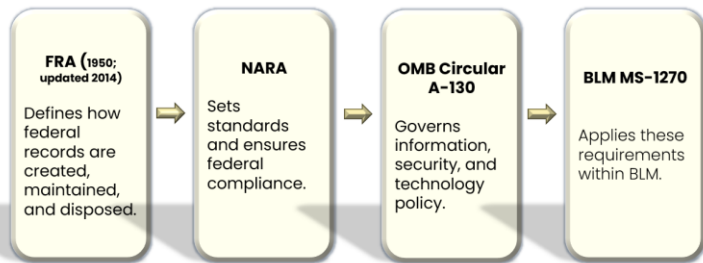 FRA (1950;
updated 2014)
Defines how
federal
records are
created,
maintained,
and disposed.
NARA
Sets
standards
and ensures
federal
compliance.
OMB Circular
A-130
Governs
information,
security, and
technology
policy.
BLM MS-1270
Applies these
requirements
within BLM.